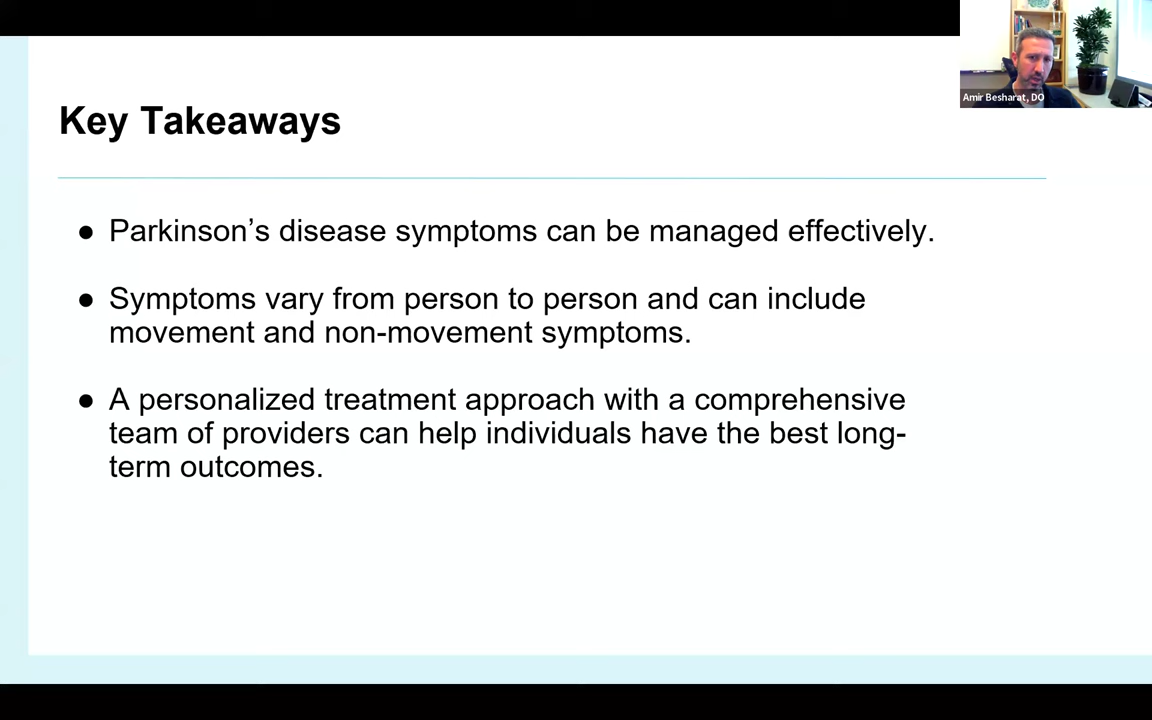 Amir Besharat, DO
Key Takeaways
● Parkinson’s disease symptoms can be managed effectively.
● Symptoms vary from person to person and can include
movement and non-movement symptoms.
● A personalized treatment approach with a comprehensive
team of providers can help individuals have the best long-
term outcomes.